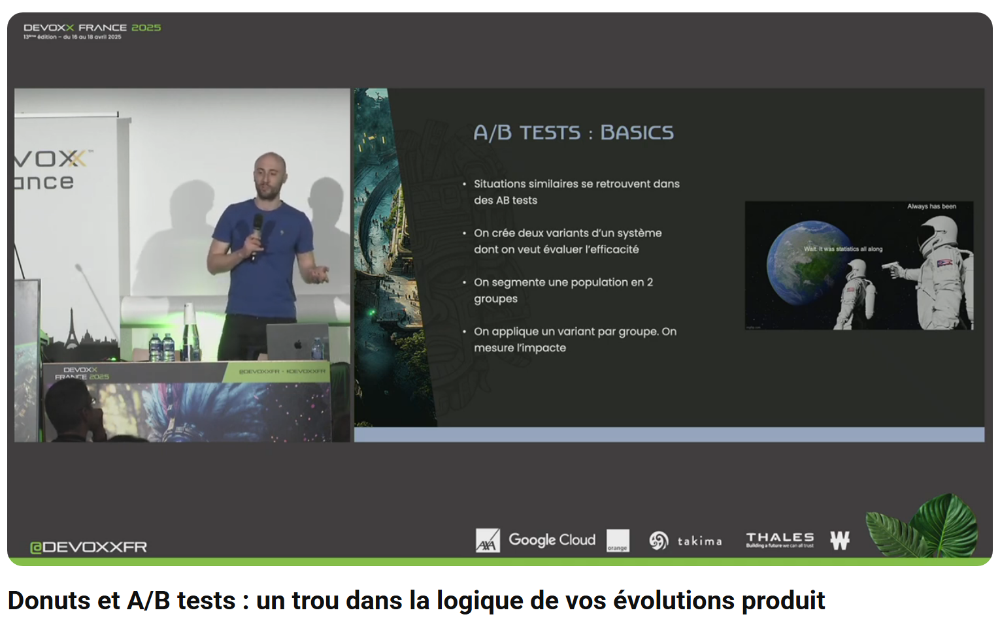 DEVOXX FRANCE 2025
13ème édition – du 16 au 18 avril 2025
VOXX™
ance
DEVOXX
FRANCE 2025
@DEVOXXFR - #DEVOXXFR
A/B TESTS : BASICS
• Situations similaires se retrouvent dans
des AB tests
• On crée deux variants d'un système
dont on veut évaluer l'efficacité
• On segmente une population en 2
groupes
• On applique un variant par groupe. On
mesure l'impacte
Always has been
Wait. It was statistics all along
@DEVOXXFR
AXA
Google Cloud
orange
takima
THALES
Building a future we can all trust
W
Donuts et A/B tests : un trou dans la logique de vos évolutions produit